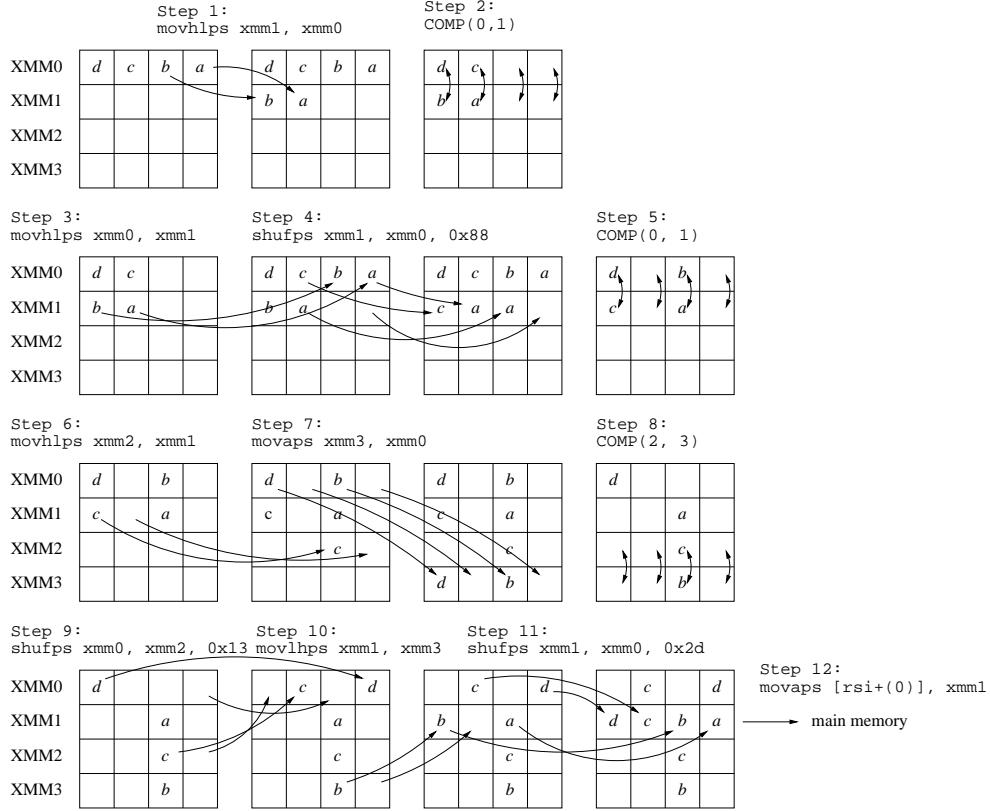 Step 1:
movhlps xmm1, xmm0
Step 2:
COMP(0,1)
XMM0 d c b a d c b a d c
XMM1 b a b a
XMM2
XMM3
Step 3:
movhlps xmm0, xmm1
Step 4:
shufps xmm1, xmm0, 0x88
Step 5:
COMP(0, 1)
XMM0 d c d c b a d c b a d b
XMM1 b a b a c a a c a
XMM2
XMM3
Step 6:
movhlps xmm2, xmm1
Step 7:
movaps xmm3, xmm0
Step 8:
COMP(2, 3)
XMM0 d b d b d b d
XMM1 c a c a c a a
XMM2 c c c
XMM3 d b b
Step 9:
shufps xmm0, xmm2, 0x13
Step 10:
movlhps xmm1, xmm3
Step 11:
shufps xmm1, xmm0, 0x2d
Step 12:
movaps [rsi+(0)], xmm1
XMM0 d c d c d c d
XMM1 a a b a d c b a main memory
XMM2 c c c c
XMM3 b b b b